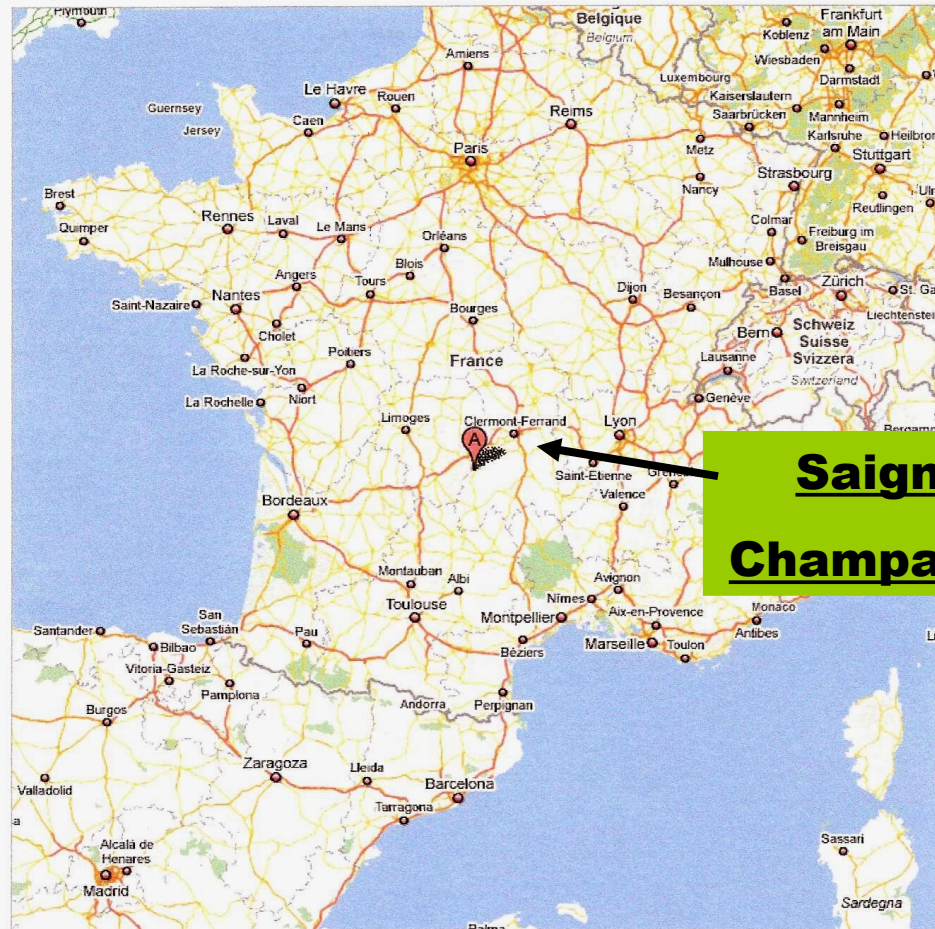 Plymouth
Belgique
Belgium
Koblenz
Frankfurt
am Main
Wiesbaden
Amiens
Luxembourg
Darmstadt
Le Havre
Rouen
Kaiserslautern
Guernsey
Caen
Reims
Saarbrücken
Mannheim
Jersey
Paris
Metz
Karlsruhe
Heilbron
Stuttgart
Nancy
Strasbourg
Brest
Rennes
Laval
Le Mans
Reutlingen
Ulm
Quimper
Orléans
Colmar
Freiburg im
Breisgau
Blois
Mulhouse
Angers
Tours
Dijon
Besançon
Basel
Zürich
St. Ga
Saint-Nazaire
Nantes
Bourges
Liechtenstein
Cholet
Bern
Schweiz
Suisse
Svizzera
Switzerland
Poitiers
France
Lausanne
La Roche-sur-Yon
Niort
Genève
La Rochelle
Limoges
Clermont-Ferrand
Lyon
Bergam
A
Saint-Etienne
Gre
Saign
Valence
Bordeaux
Champa
Montauban
Albi
Avignon
Toulouse
Nîmes
Montpellier
Aix-en-Provence
Monaco
San
Sebastián
Santander
Bilbao
Pau
Béziers
Marseille
Toulon
Antibes
Vitoria-Gasteiz
Pamplona
Andorra
Perpignan
Burgos
Zaragoza
Lleida
Barcelona
Valladolid
Tarragona
Alcalá de
Henares
Sassari
Madrid
Sardegna
Palma